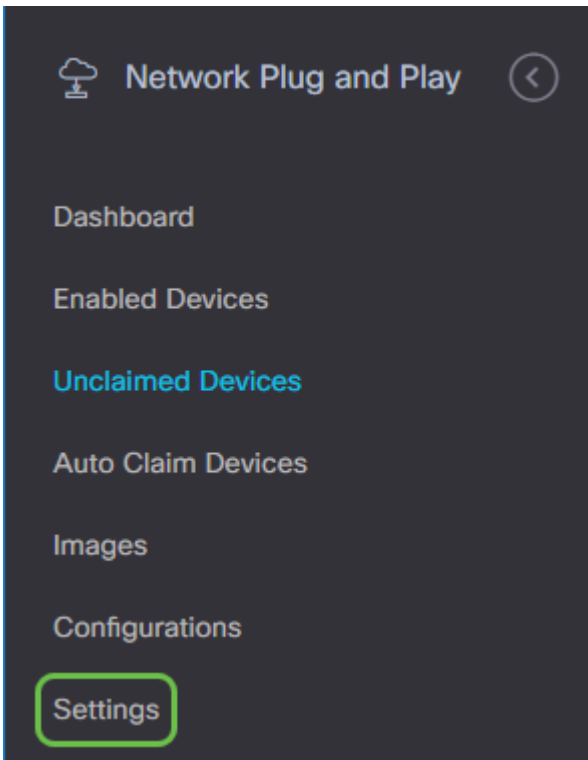 Network Plug and Play
Dashboard
Enabled Devices
Unclaimed Devices
Auto Claim Devices
Images
Configurations
Settings